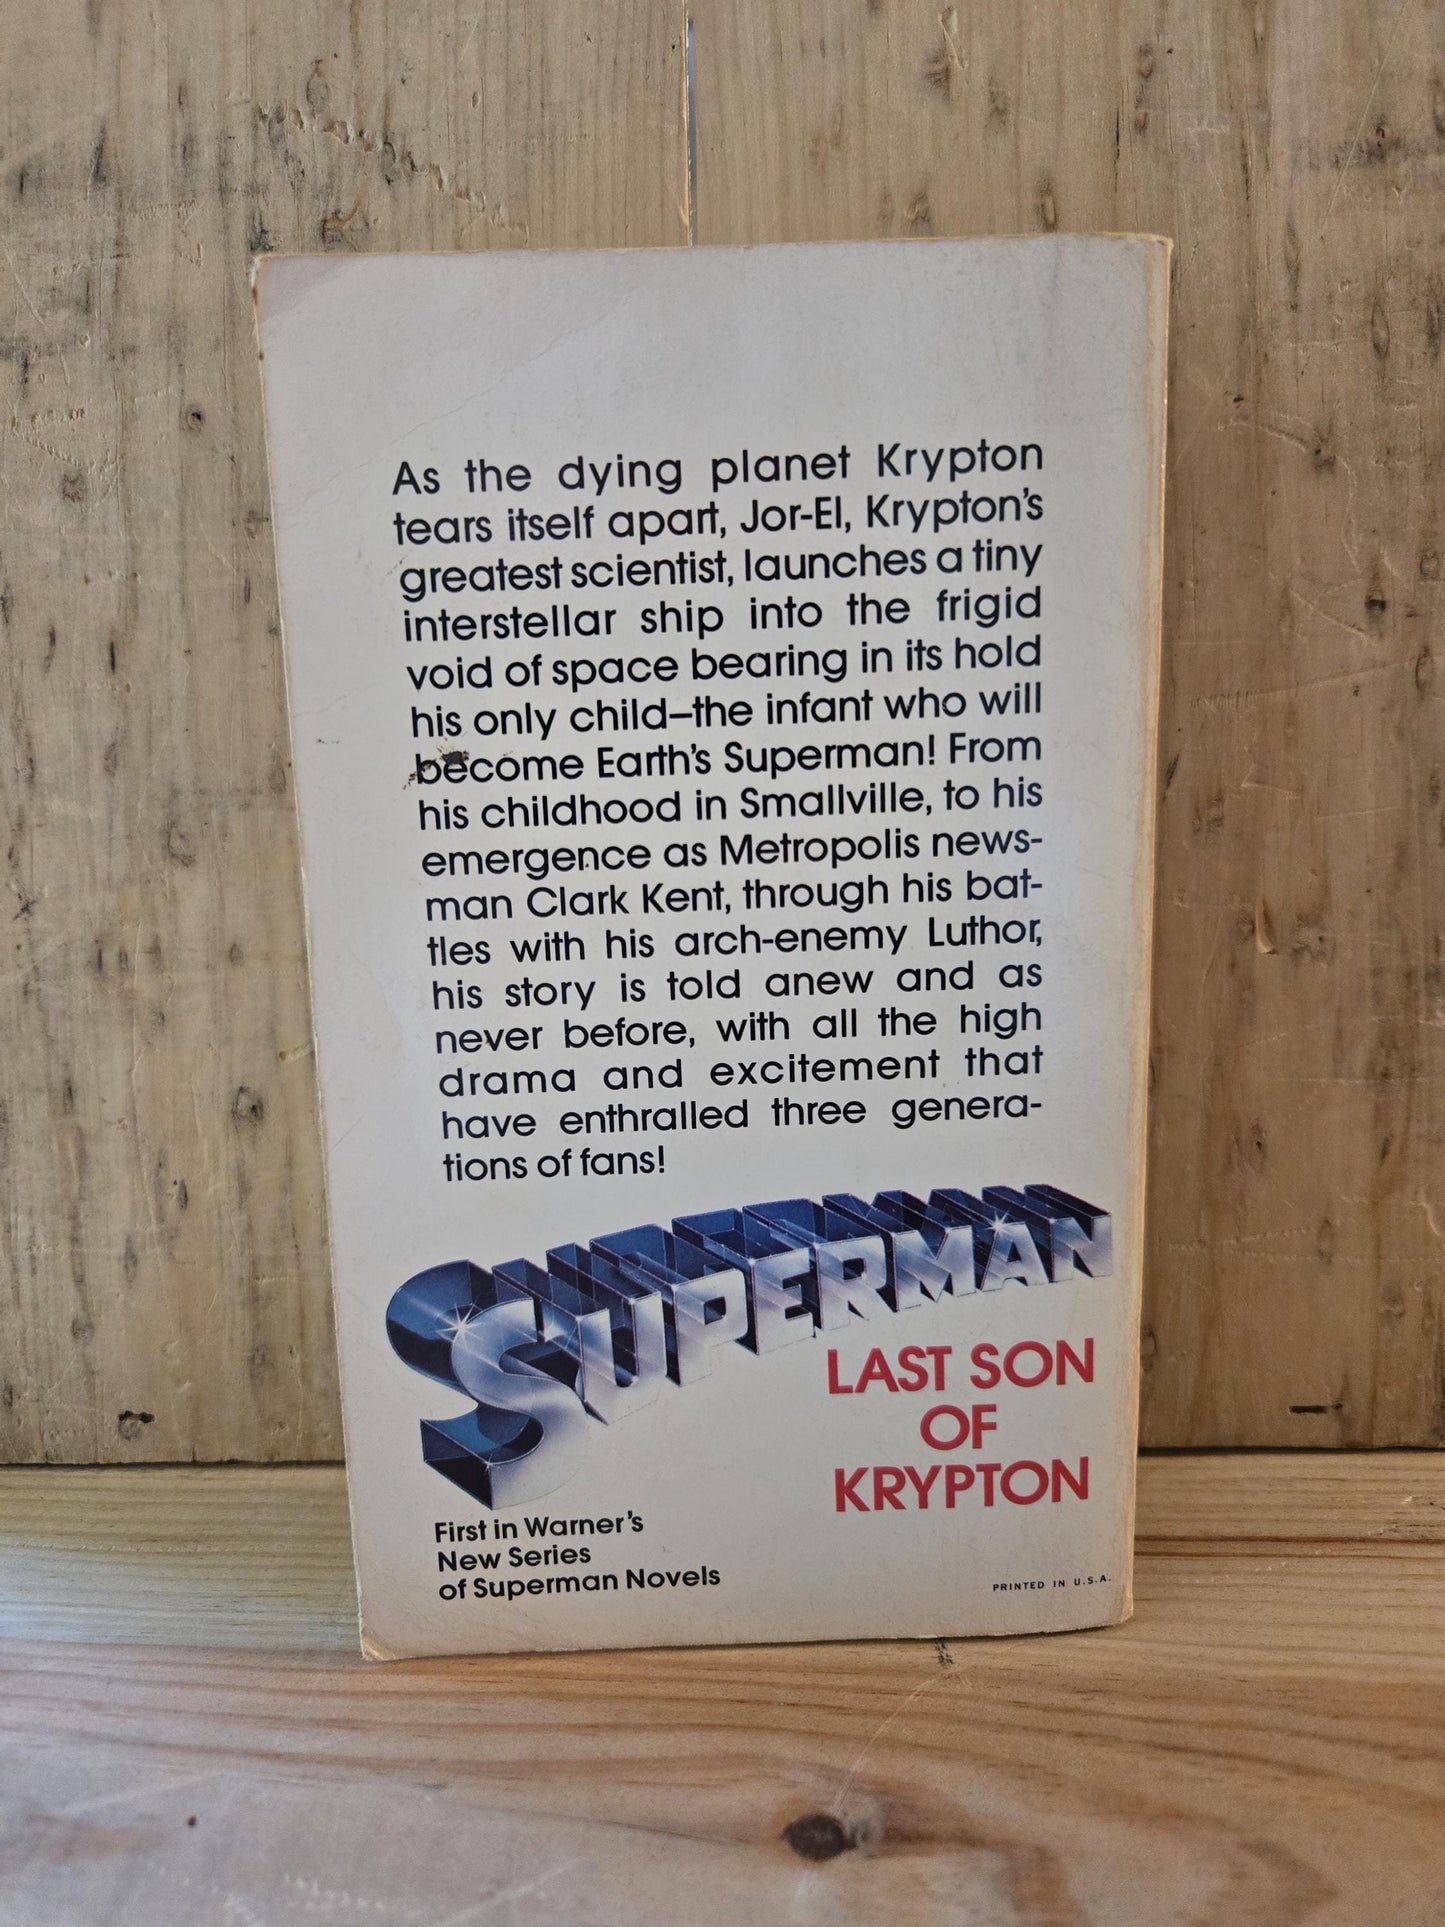 As the dying planet Krypton
tears itself apart, Jor-El, Krypton's
greatest scientist, launches a tiny
interstellar ship into the frigid
void of space bearing in its hold
his only child–the infant who will
become Earth's Superman! From
his childhood in Smallville, to his
emergence as Metropolis news-
man Clark Kent, through his bat-
tles with his arch-enemy Luthor,
his story is told anew and as
never before, with all the high
drama and excitement that
have enthralled three genera-
tions of fans!
SUPERMAN
LAST SON
OF
KRYPTON
First in Warner's
New Series
of Superman Novels
PRINTED IN U.S.A.